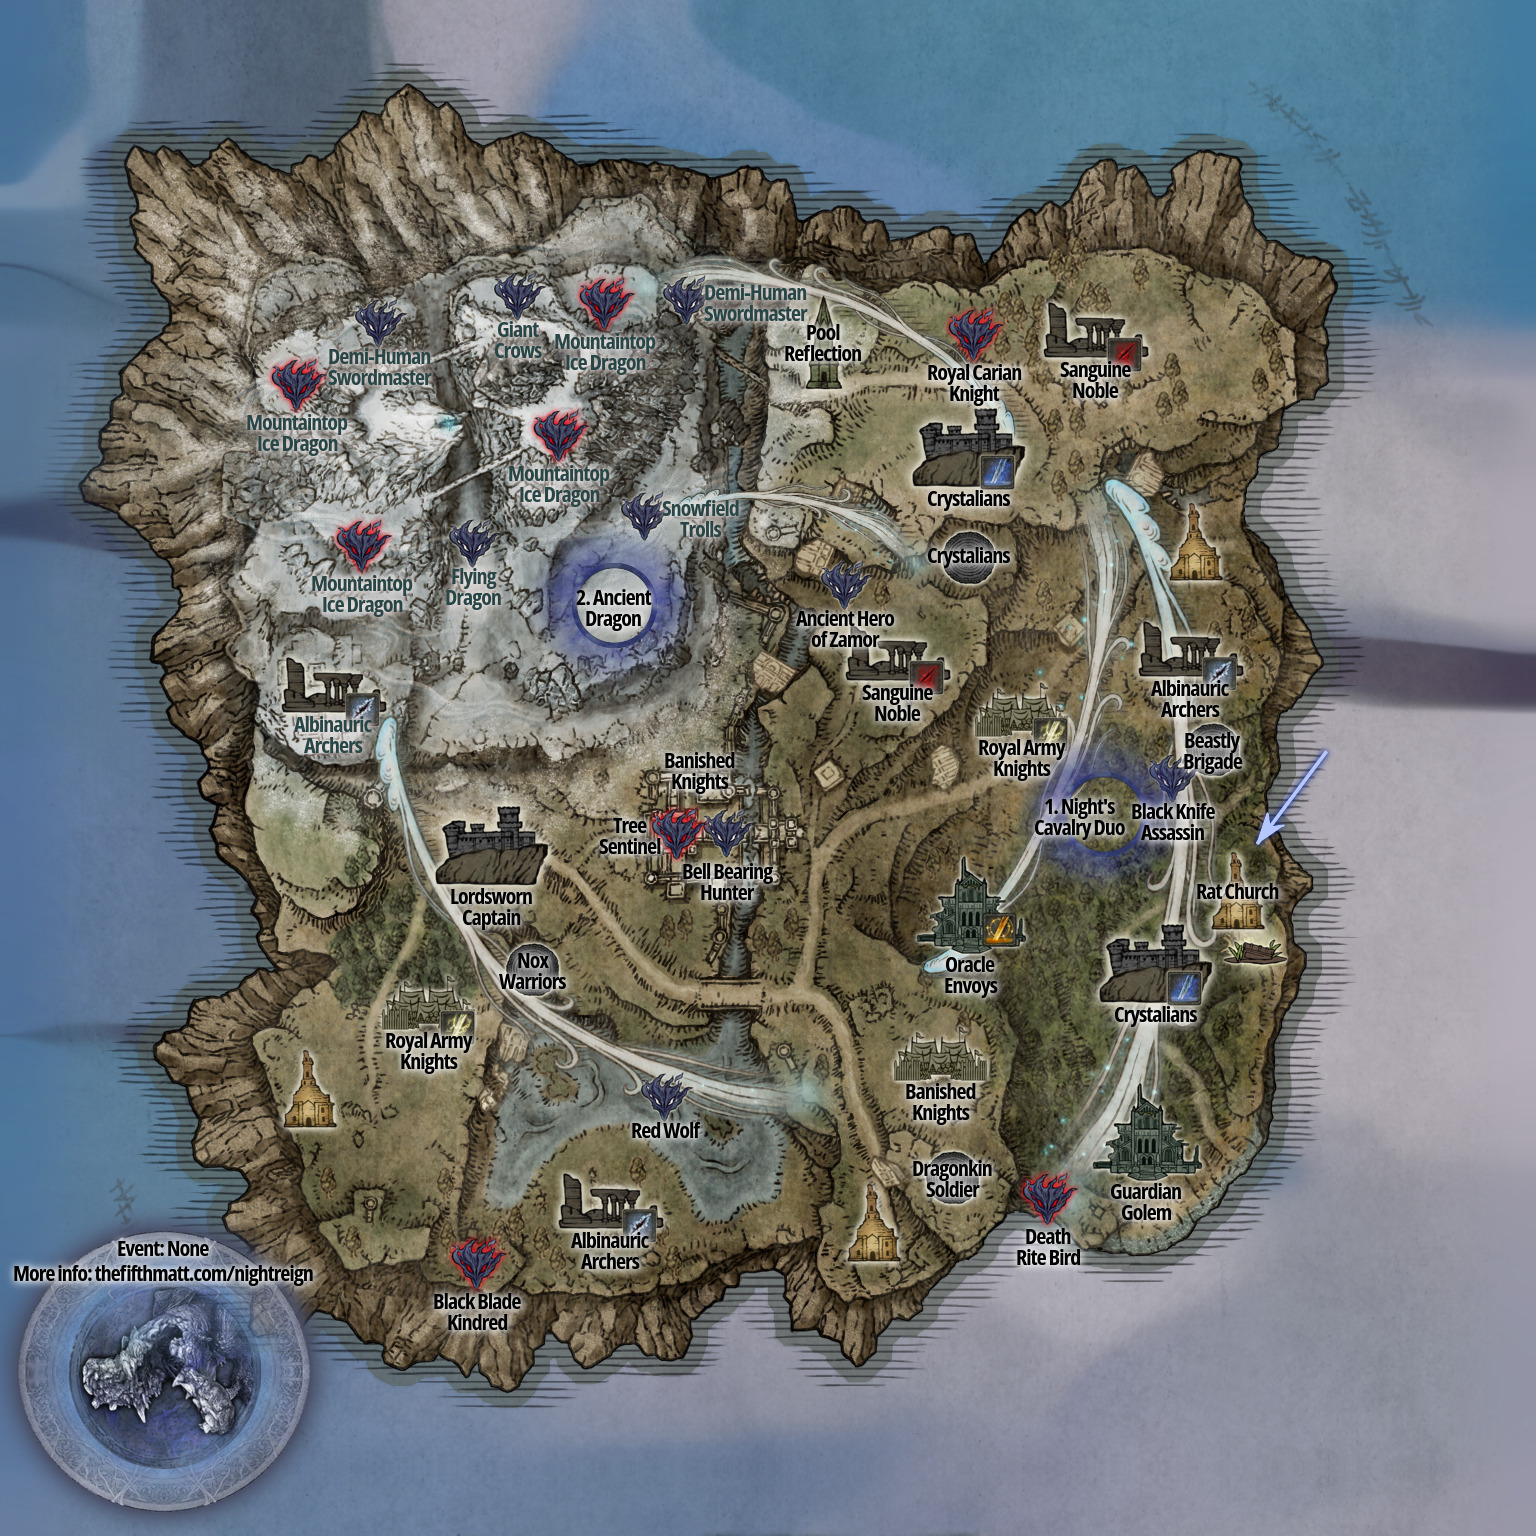 Demi-Human
Swordmaster
Giant
Crows
Mountaintop
Ice Dragon
Demi-Human
Swordmaster
Pool
Reflection
Royal Carian
Knight
Sanguine
Noble
Mountaintop
Ice Dragon
Mountaintop
Ice Dragon
Crystalians
Snowfield
Trolls
Crystalians
Mountaintop
Ice Dragon
Flying
Dragon
2. Ancient
Dragon
Ancient Hero
of Zamor
Sanguine
Noble
Albinauric
Archers
Albinauric
Archers
Royal Army
Knights
Beastly
Brigade
Banished
Knights
1. Night's
Cavalry Duo
Black Knife
Assassin
Tree
Sentinel
Bell Bearing
Hunter
Lordsworn
Captain
Rat Church
Nox
Warriors
Oracle
Envoys
Crystalians
Royal Army
Knights
Banished
Knights
Red Wolf
Dragonkin
Soldier
Guardian
Golem
Albinauric
Archers
Death
Rite Bird
Black Blade
Kindred
Event: None
More info: thefifthmatt.com/nightreign